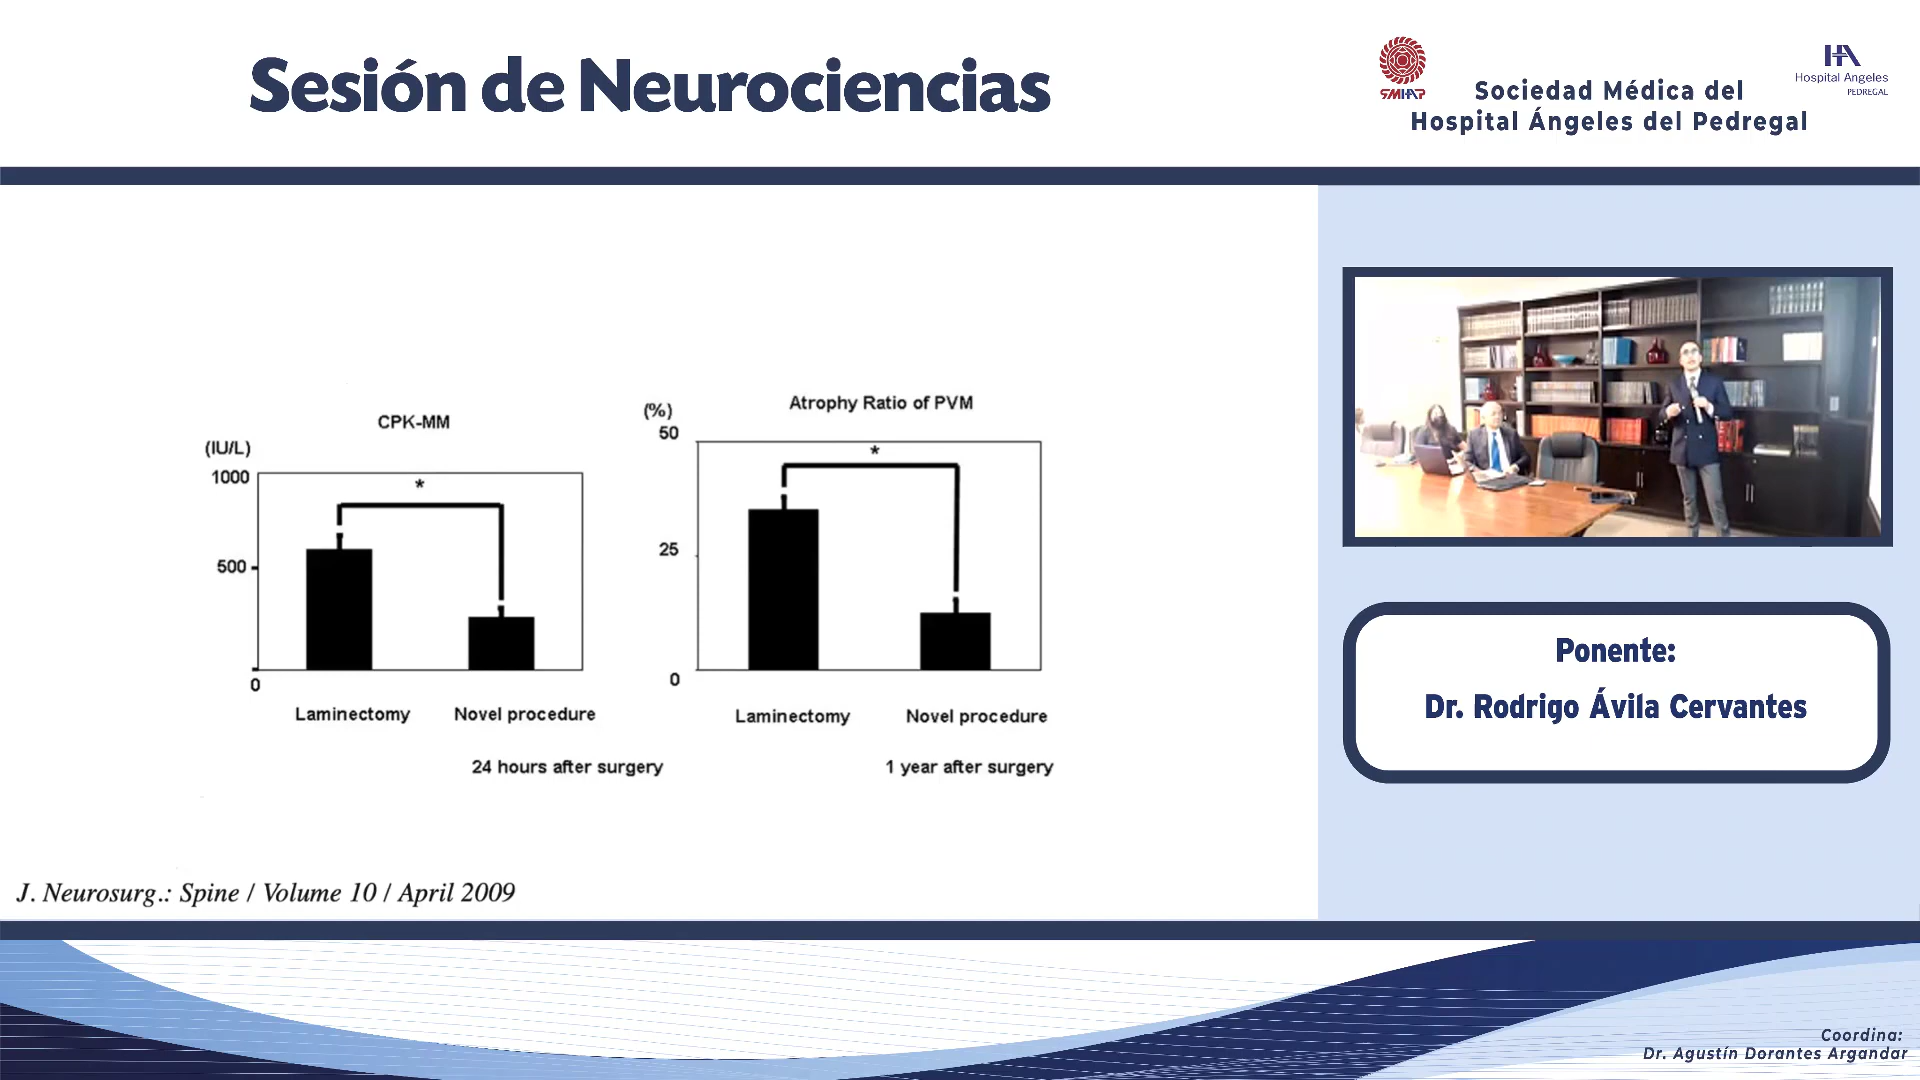 Sesión de Neurociencias
SMHAP
Sociedad Médica del
Hospital Ángeles del Pedregal
HA
Hospital Angeles
PEDREGAL
CPK-MM
(IU/L)
1000
*
500
0
Laminectomy Novel procedure
24 hours after surgery
Atrophy Ratio of PVM
(%)
50
*
25
0
Laminectomy Novel procedure
1 year after surgery
J. Neurosurg.: Spine / Volume 10 / April 2009
Ponente:
Dr. Rodrigo Ávila Cervantes
Coordina:
Dr. Agustín Dorantes Argandar